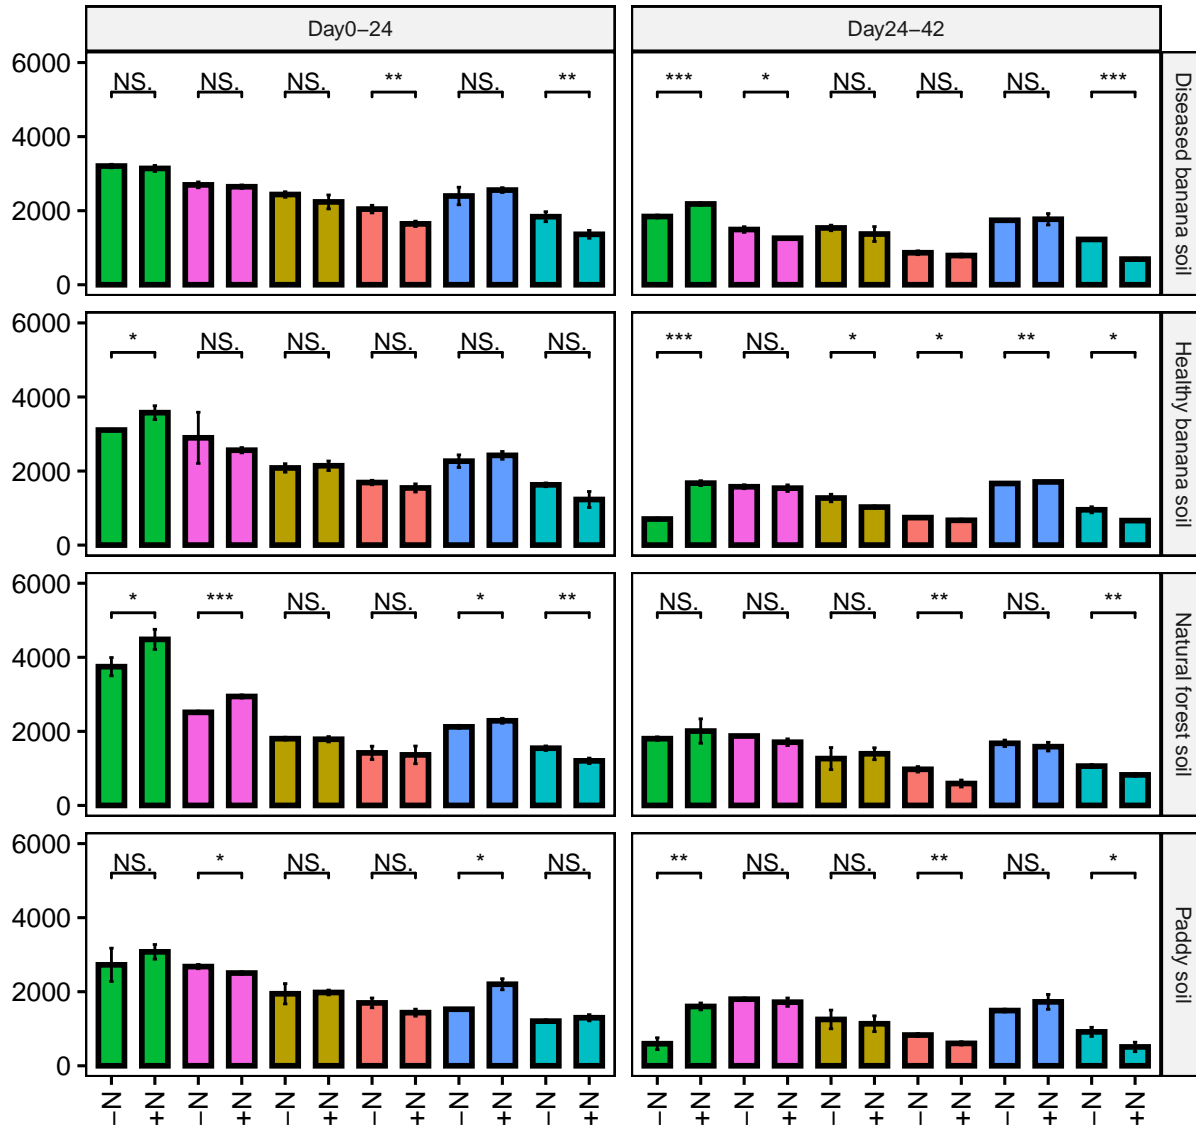 Day0–24 Day24–42
6000
NS. NS. NS. ** NS. ** *** * NS. NS. NS. ***
4000
2000
0
Diseased banana soil
6000
* NS. NS. NS. NS. NS. *** NS. * * ** *
4000
2000
0
Healthy banana soil
6000
* *** NS. NS. * ** NS. NS. NS. ** NS. **
4000
2000
0
Natural forest soil
6000
NS. * NS. NS. * NS. ** NS. NS. ** NS. *
4000
2000
0
Paddy soil
–N +N –N +N –N +N –N +N –N +N –N +N –N +N –N +N –N +N –N +N –N +N –N +N